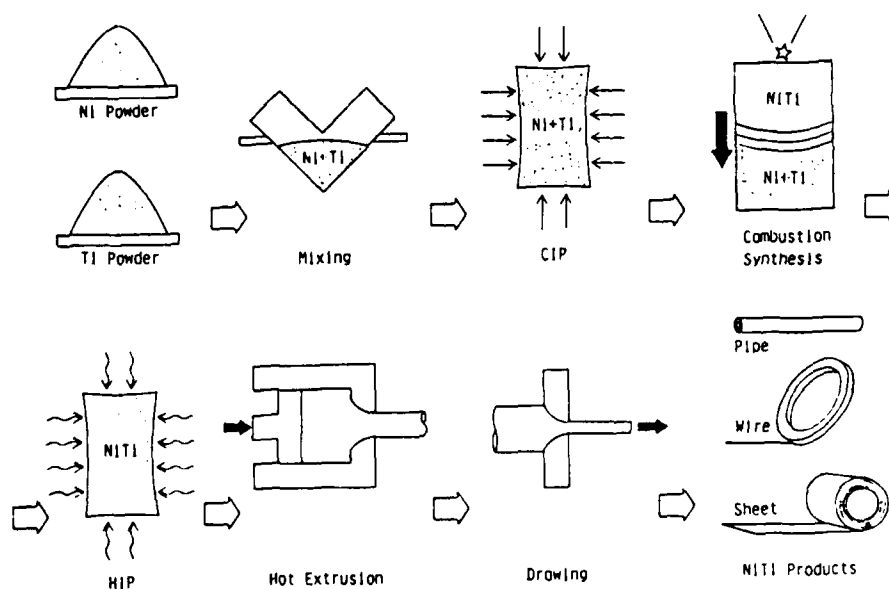 Ni Powder
Ti Powder
Ni+Ti
Mixing
Ni+Ti
CIP
NiTi
Ni+Ti
Combustion
Synthesis
NiTi
HIP
Hot Extrusion
Drawing
Pipe
Wire
Sheet
NiTi Products